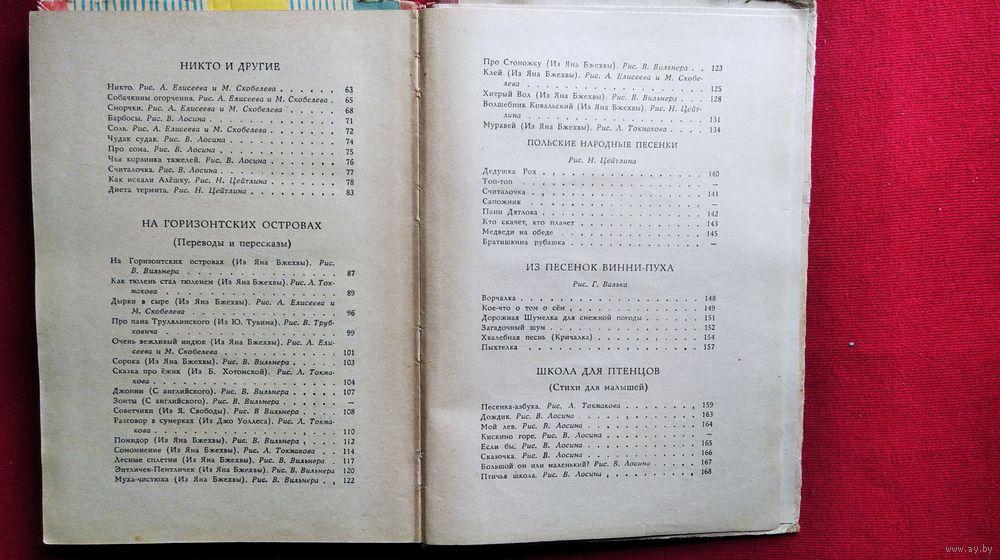 НИКТО И ДРУГИЕ
Никто. Рис. А. Елисеева и М. Скобелева . . . . . . 63
Собачкины огорчения. Рис. А. Елисеева и М. Скобелева . 65
Сморчки. Рис. А. Елисеева и М. Скобелева . . . . . 68
Барбосы. Рис. В. Лосина . . . . . . . . . . 71
Соль. Рис. А. Елисеева и М. Скобелева . . . . . . 72
Чудак судак. Рис. В. Лосина . . . . . . . . . 74
Про сома. Рис. В. Лосина . . . . . . . . . . 75
Чья корзинка тяжелей. Рис. В. Лосина . . . . . . 76
Считалочка. Рис. В. Лосина . . . . . . . . . 77
Как искали Алёшку. Рис. Н. Цейтлина . . . . . . 78
Диета термита. Рис. Н. Цейтлина . . . . . . . 83
НА ГОРИЗОНТСКИХ ОСТРОВАХ
(Переводы и пересказы)
На Горизонтских островах (Из Яна Бжехвы). Рис.
В. Вильнера . . . . . . . . . . . . 87
Как тюлень стал тюленем (Из Яна Бжехвы). Рис. Л. Ток-
макова . . . . . . . . . . . . . 89
Дырки в сыре (Из Яна Бжехвы). Рис. А. Елисеева и
М. Скобелева . . . . . . . . . . . 96
Про пана Трулялинского (Из Ю. Тувима). Рис. В. Труб-
ковича . . . . . . . . . . . . . 99
Очень вежливый индюк (Из Яна Бжехвы). Рис. А. Ели-
сеева и М. Скобелева . . . . . . . . . 101
Сорока (Из Яна Бжехвы). Рис. В. Вильнера . . . . 103
Сказка про ёжик (Из Б. Хотомской). Рис. Л. Токма-
кова . . . . . . . . . . . . . . 104
Джонни (С английского). Рис. В. Вильнера . . . . 107
Зонты (С английского). Рис. В. Вильнера . . . . . —
Советчики (Из Я. Свободы). Рис. В Вильнера . . . . 108
Разговор в сумерках (Из Джо Уоллеса). Рис. Л. Токма-
кова . . . . . . . . . . . . . . 110
Помидор (Из Яна Бжехвы). Рис. В. Вильнера . . . . 112
Сомомнение (Из Яна Бжехвы). Рис. Л. Токмакова . . . 114
Лесные сплетни (Из Яна Бжехвы). Рис. В. Вильнера . . 117
Энтличек-Пентличек (Из Яна Бжехвы). Рис. В. Вильнера 120
Муха-чистюха (Из Яна Бжехвы). Рис. В. Вильнера . . 122
Про Стоножку (Из Яна Бжехвы). Рис. В. Вильнера . . 123
Клей (Из Яна Бжехвы). Рис. А. Елисеева и М. Скобе-
лева . . . . . . . . . . . . . . 125
Хитрый Вол (Из Яна Бжехвы). Рис. В. Вильнера . . . 128
Волшебник Ковальский (Из Яна Бжехвы). Рис. Н. Цейт-
лина . . . . . . . . . . . . . . 131
Муравей (Из Яна Бжехвы). Рис. Л. Токмакова . . . . 134
ПОЛЬСКИЕ НАРОДНЫЕ ПЕСЕНКИ
Рис. Н. Цейтлина
Дедушка Рох . . . . . . . . . . . . 140
Топ-топ . . . . . . . . . . . . . . —
Считалочка . . . . . . . . . . . . . 141
Сапожник . . . . . . . . . . . . . —
Пани Дятлова . . . . . . . . . . . . 142
Кто скачет, кто плачет . . . . . . . . . . 143
Медведи на обеде . . . . . . . . . . . 145
Братишкина рубашка . . . . . . . . . . —
ИЗ ПЕСЕНОК ВИННИ-ПУХА
Рис. Г. Валька
Ворчалка . . . . . . . . . . . . . 148
Кое-что о том о сём . . . . . . . . . . 149
Дорожная Шумелка для снежной погоды . . . . . 151
Загадочный шум . . . . . . . . . . . 152
Хвалебная песнь (Кричалка) . . . . . . . . 154
Пыхтелка . . . . . . . . . . . . . 157
ШКОЛА ДЛЯ ПТЕНЦОВ
(Стихи для малышей)
Песенка-азбука. Рис. Л. Токмакова . . . . . . . 159
Дождик. Рис. В. Лосина . . . . . . . . . . 163
Мой лев. Рис. В. Лосина . . . . . . . . . 164
Кискино горе. Рис. В. Лосина . . . . . . . . —
Если бы. Рис. В. Лосина . . . . . . . . . 165
Сказочка. Рис. В. Лосина . . . . . . . . . 166
Большой он или маленький? Рис. В. Лосина . . . . 167
Птичья школа. Рис. В. Лосина . . . . . . . . 168
www.ay.by